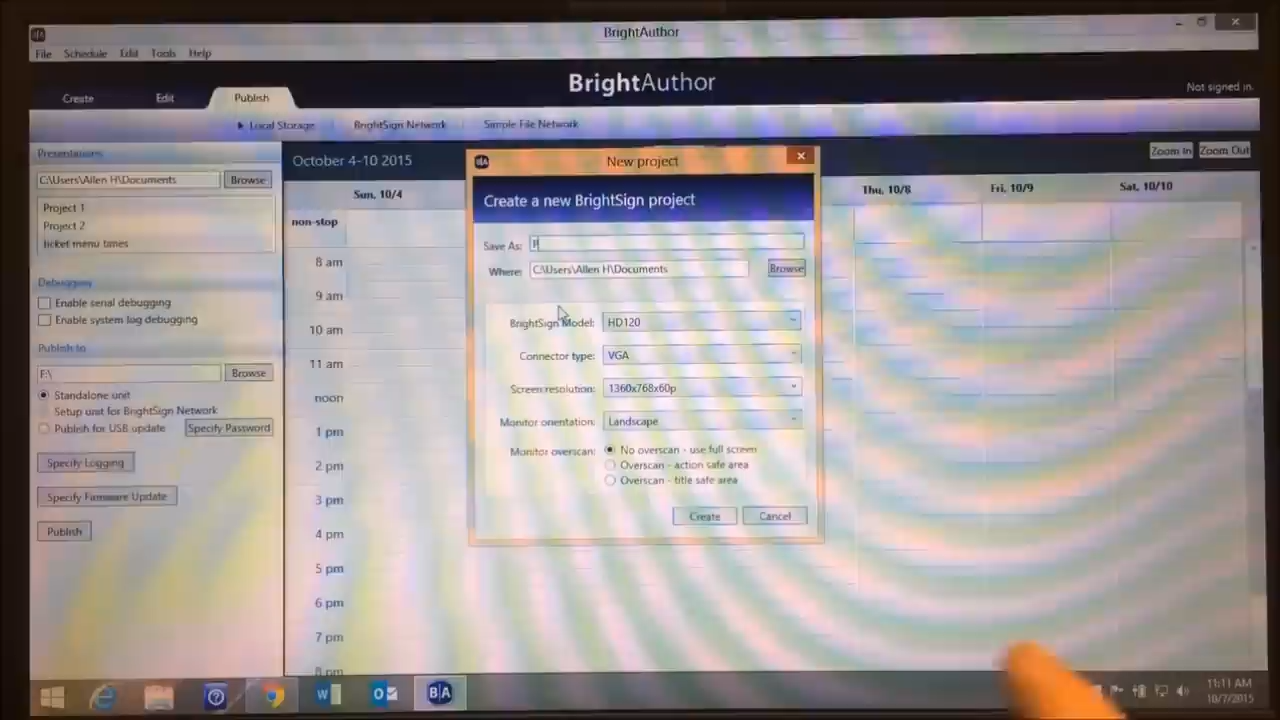 BrightAuthor
File Schedule Edit Tools Help
BrightAuthor
Not signed in.
Create Edit Publish
Local Storage BrightSign Network Simple File Network
Presentations
C:\Users\Allen H\Documents Browse
Project 1
Project 2
ticket menu times
Debugging
Enable serial debugging
Enable system log debugging
Publish to
F:\ Browse
Standalone unit
Setup unit for BrightSign Network
Publish for USB update Specify Password
Specify Logging
Specify Firmware Update
Publish
October 4-10 2015
Zoom In Zoom Out
Sun, 10/4 Thu, 10/8 Fri, 10/9 Sat, 10/10
non-stop
8 am
9 am
10 am
11 am
noon
1 pm
2 pm
3 pm
4 pm
5 pm
6 pm
7 pm
8 pm
BA New project
Create a new BrightSign project
Save As: P
Where: C:\Users\Allen H\Documents Browse
BrightSign Model: HD120
Connector type: VGA
Screen resolution: 1360x768x60p
Monitor orientation: Landscape
Monitor overscan: No overscan - use full screen
Overscan - action safe area
Overscan - title safe area
Create Cancel
BA
11:11 AM
10/7/2015